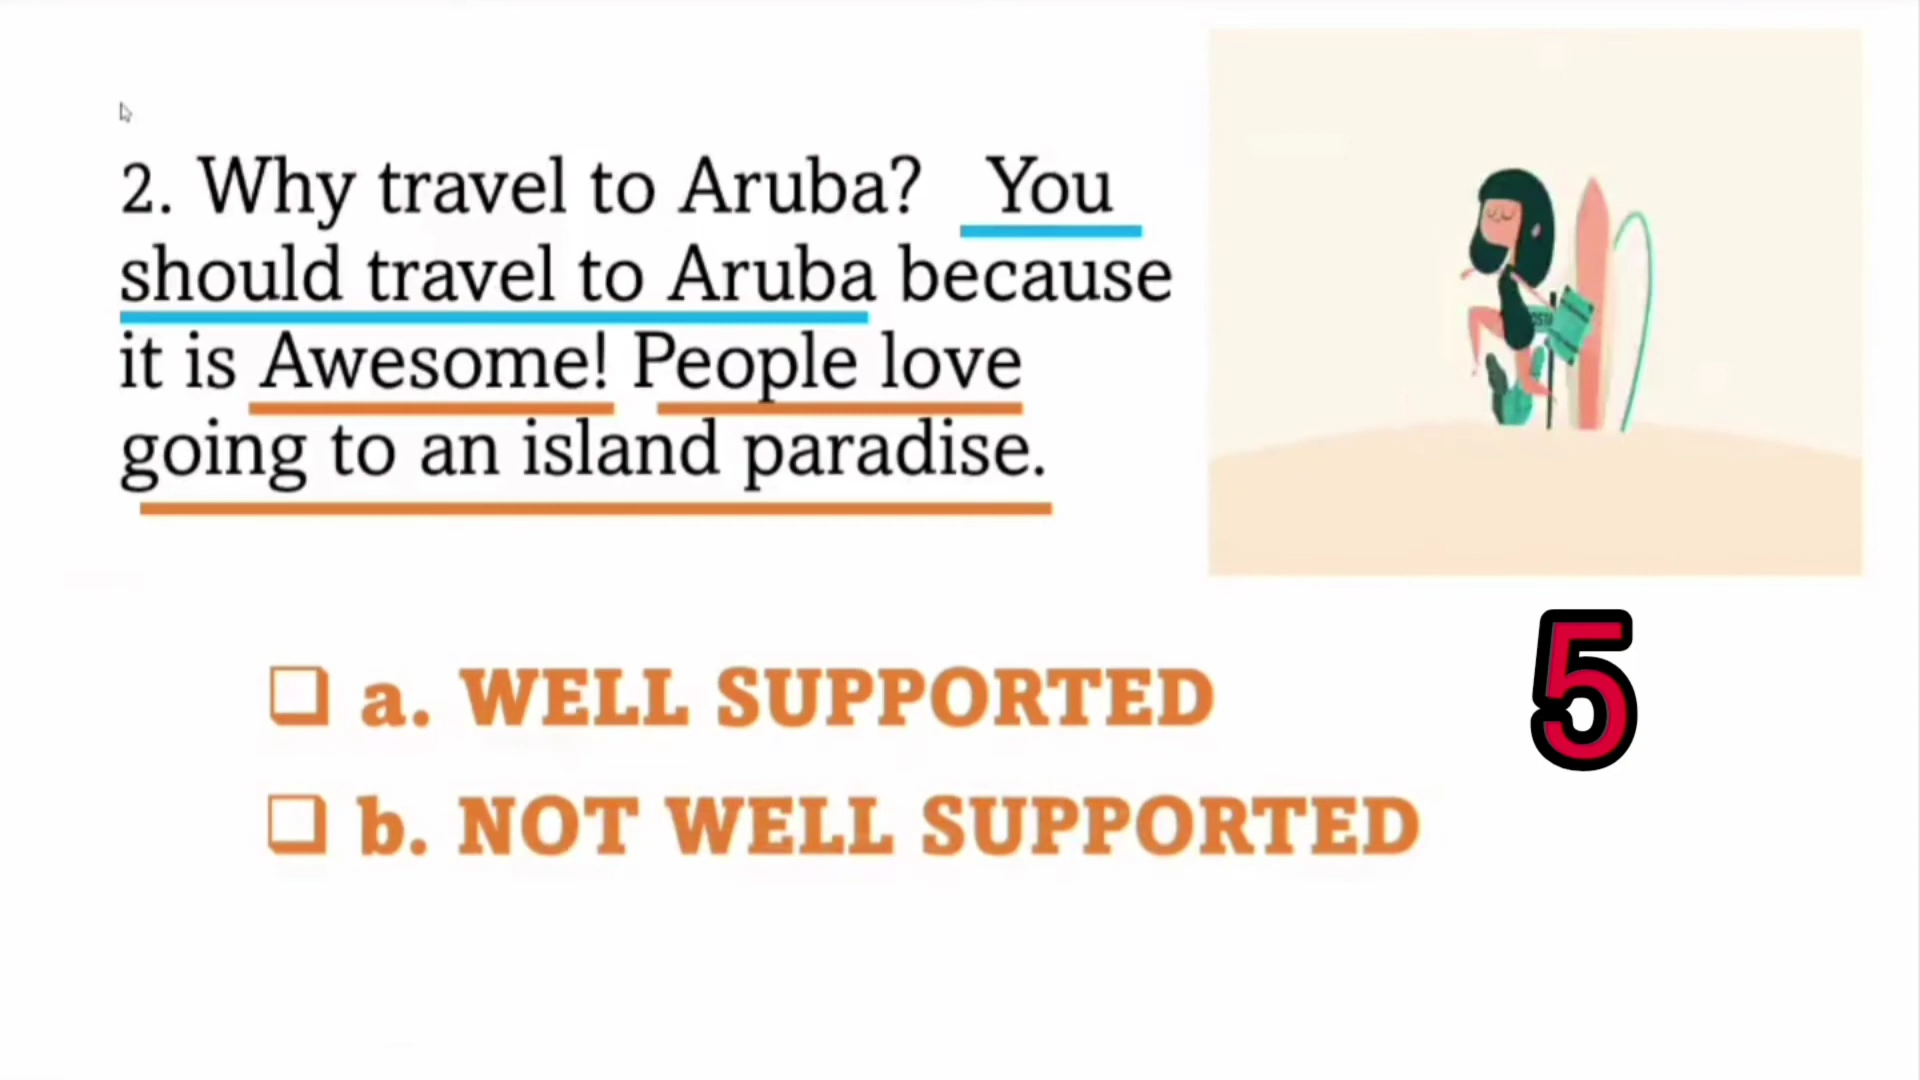 2. Why travel to Aruba? You
should travel to Aruba because
it is Awesome! People love
going to an island paradise.
5
a. WELL SUPPORTED
b. NOT WELL SUPPORTED